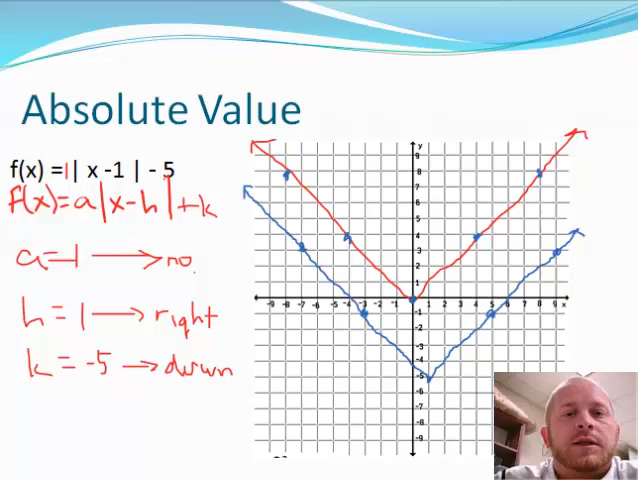 Absolute Value
f(x) =1| x -1 | - 5
f(x)=a|x-h|+k
a=1 → no
h = 1 → right
k = -5 → down
y
9
8
7
6
5
4
3
2
1
-9 -8 -7 -6 -5 -4 -3 -2 -1 1 2 3 4 5 6 7 8 9 x
-1
-2
-3
-4
-5
-6
-7
-8
-9